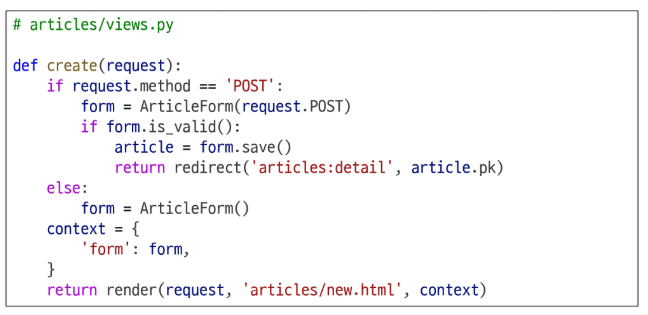 # articles/views.py

def create(request):
    if request.method == 'POST':
        form = ArticleForm(request.POST)
        if form.is_valid():
            article = form.save()
            return redirect('articles:detail', article.pk)
    else:
        form = ArticleForm()
    context = {
        'form': form,
    }
    return render(request, 'articles/new.html', context)